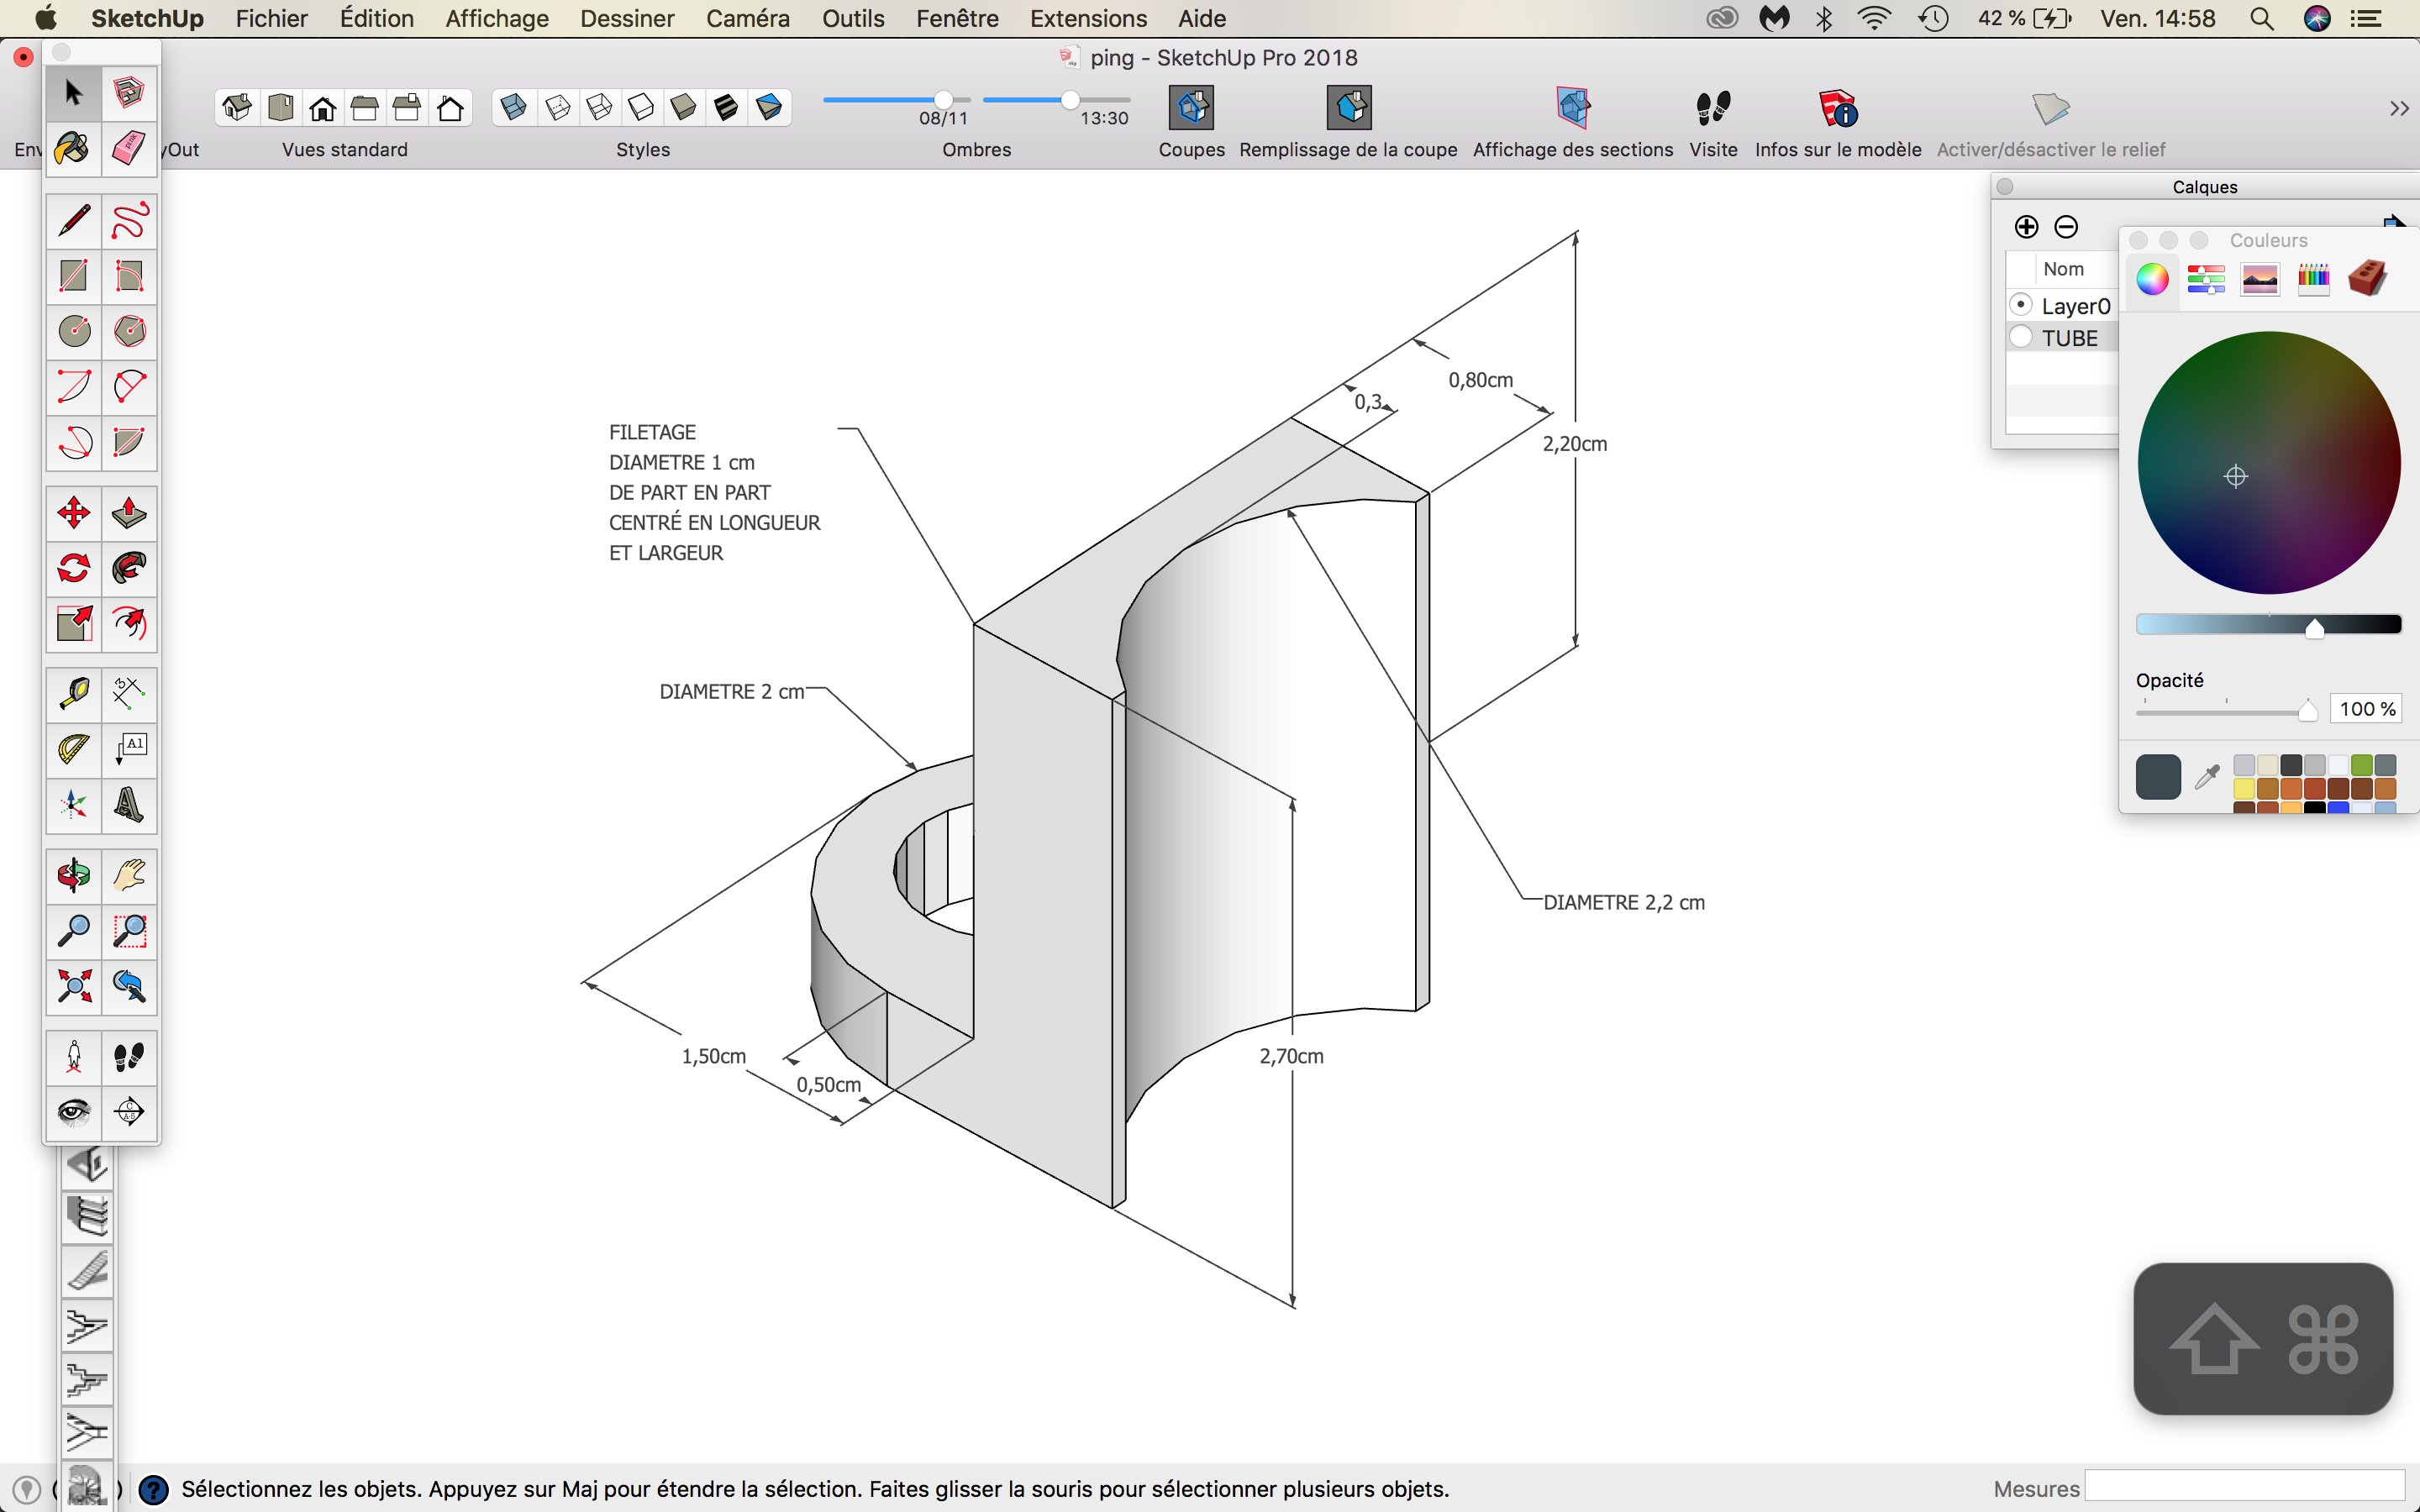 SketchUp Fichier Édition Affichage Dessiner Caméra Outils Fenêtre Extensions Aide 42 % Ven. 14:58
ping - SketchUp Pro 2018
08/11 13:30
Env yOut Vues standard Styles Ombres Coupes Remplissage de la coupe Affichage des sections Visite Infos sur le modèle Activer/désactiver le relief
Calques
Couleurs
Nom
Layer0
TUBE
Opacité
100 %
0,80cm
0,3
2,20cm
FILETAGE
DIAMETRE 1 cm
DE PART EN PART
CENTRÉ EN LONGUEUR
ET LARGEUR
DIAMETRE 2 cm
DIAMETRE 2,2 cm
1,50cm
0,50cm
2,70cm
Sélectionnez les objets. Appuyez sur Maj pour étendre la sélection. Faites glisser la souris pour sélectionner plusieurs objets.
Mesures